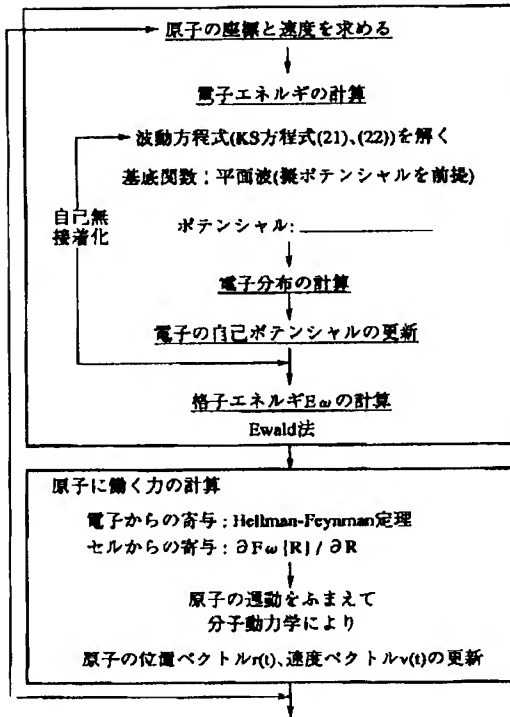 原子の座標と速度を求める
電子エネルギの計算
波動方程式(KS方程式(21)、(22))を解く
基底関数：平面波(擬ポテンシャルを前提)
自己無
接着化
ポテンシャル: ____________
電子分布の計算
電子の自己ポテンシャルの更新
格子エネルギEωの計算
Ewald法
原子に働く力の計算
電子からの寄与：Hellman-Feynman定理
セルからの寄与：∂Fω{R}/∂R
原子の運動をふまえて
分子動力学により
原子の位置ベクトルr(t)、速度ベクトルv(t)の更新